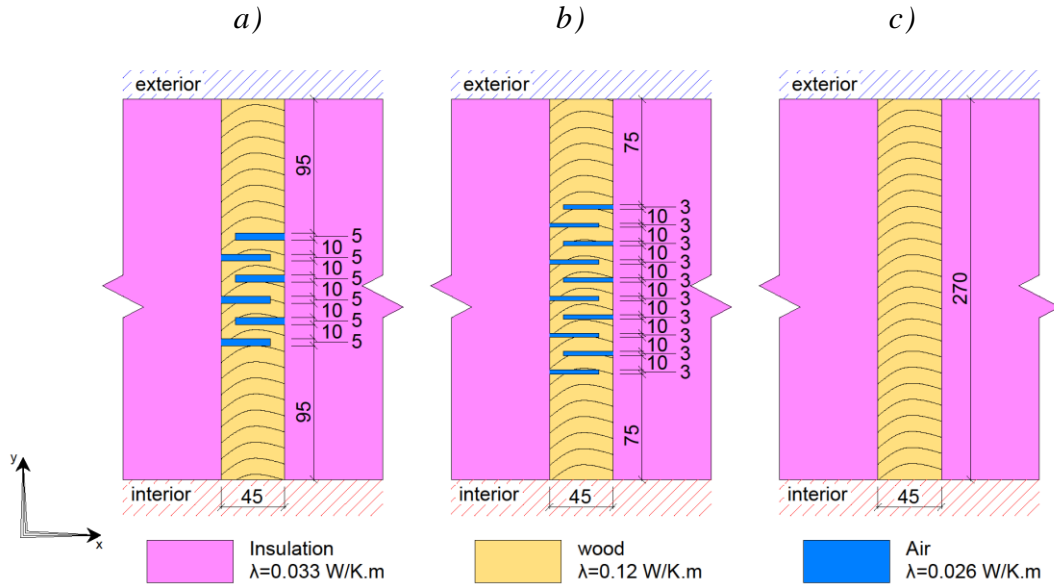 a) b) c)
exterior exterior exterior
95 75
5 3
10 10
5 3
10 10
5 3
10 10
5 3
10 10
5 3
10 10
5 3
10
3
10
3
10
3
10
3
95 75 270
interior interior interior
45 45 45
y
x
Insulation wood Air
λ=0.033 W/K.m λ=0.12 W/K.m λ=0.026 W/K.m